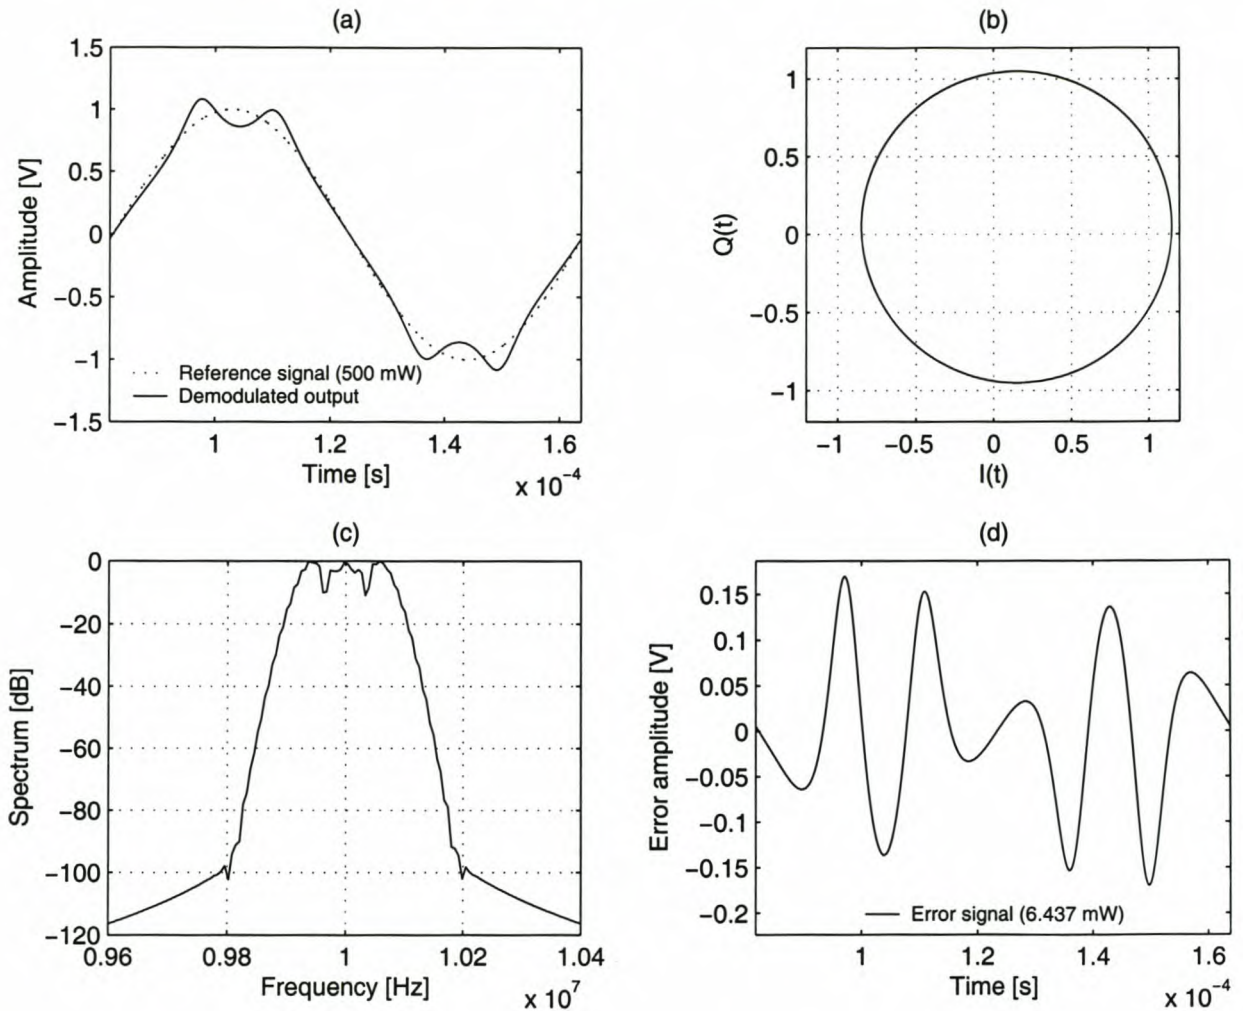 (a)
1.5
1
0.5
0
−0.5
−1
−1.5
Amplitude [V]
Reference signal (500 mW)
Demodulated output
1 1.2 1.4 1.6
Time [s]
x 10⁻⁴
(b)
1
0.5
0
−0.5
−1
Q(t)
−1 −0.5 0 0.5 1
I(t)
(c)
0
−20
−40
−60
−80
−100
−120
Spectrum [dB]
0.96 0.98 1 1.02 1.04
Frequency [Hz]
x 10⁷
(d)
0.15
0.1
0.05
0
−0.05
−0.1
−0.15
−0.2
Error amplitude [V]
Error signal (6.437 mW)
1 1.2 1.4 1.6
Time [s]
x 10⁻⁴